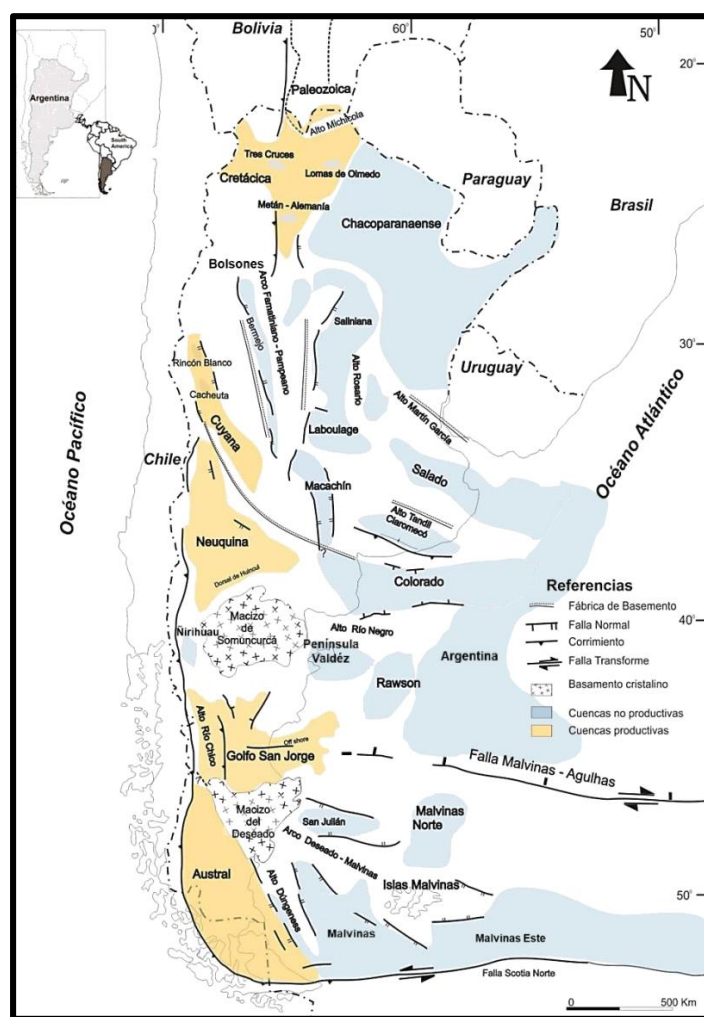 0°
60°
50°
20°
Bolivia
Argentina
South
America
N
Paleozoica
Alto Michicola
Tres Cruces
Lomas de Olmedo
Cretácica
Paraguay
Brasil
Metán - Alemanía
Chacoparanaense
Bolsones
Arco Famatiniano - Pampeano
Bermejo
Saliniana
Alto Rosario
30°
Uruguay
Rincón Blanco
Cacheuta
Alto Martín García
Cuyana
Laboulage
Océano Pacífico
Océano Atlántico
Chile
Macachín
Salado
Alto Tandil
Claromecó
Neuquina
?
Dorsal de Huincul
Colorado
Referencias
Fábrica de Basemento
Falla Normal
Corrimiento
Falla Transforme
Basamento cristalino
Cuencas no productivas
Cuencas productivas
40°
Macizo
de
Somuncurcá
Ñirihuau
Alto Río Negro
Península
Valdéz
Argentina
Rawson
Alto Río Chico
Off shore
Golfo San Jorge
Falla Malvinas - Agulhas
Macizo
del
Deseado
San Julián
Malvinas
Norte
Arco Deseado - Malvinas
Austral
Alto Dúngeness
Islas Malvinas
50°
Malvinas
Malvinas Este
Falla Scotia Norte
0
500 Km